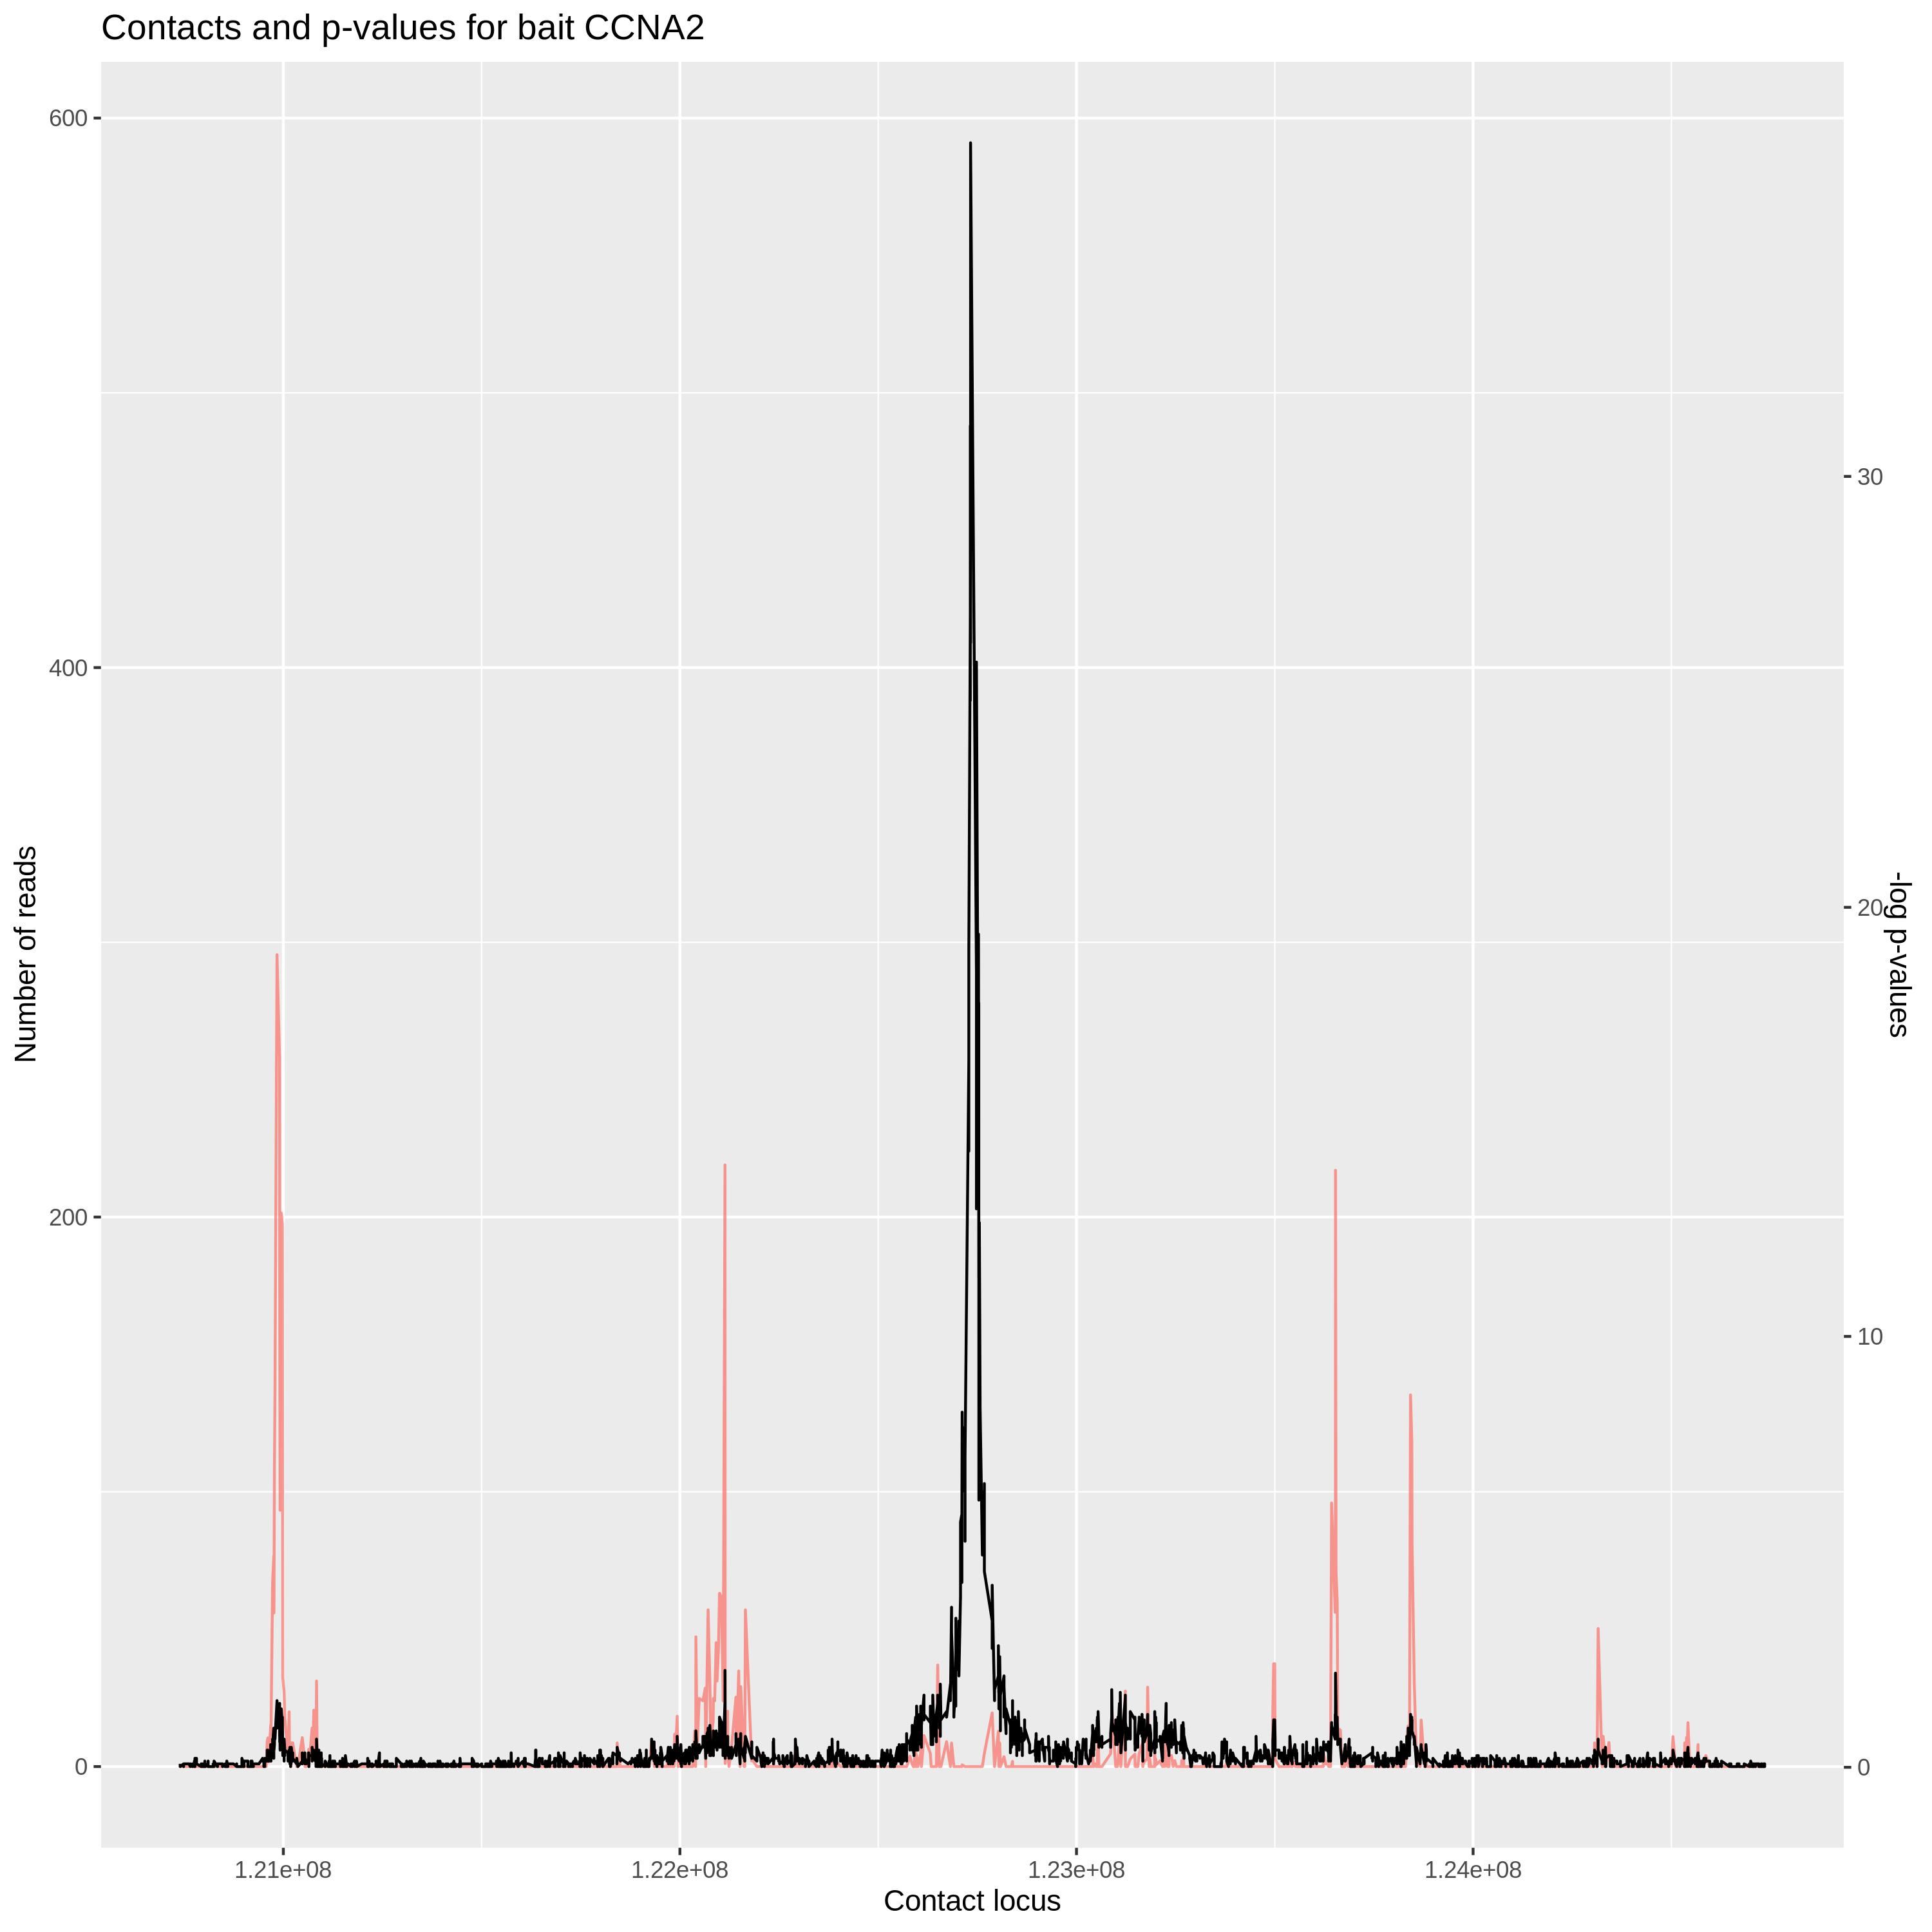 Contacts and p-values for bait CCNA2
600
400
200
0
Number of reads
30
20
10
0
-log p-values
1.21e+08
1.22e+08
1.23e+08
1.24e+08
Contact locus